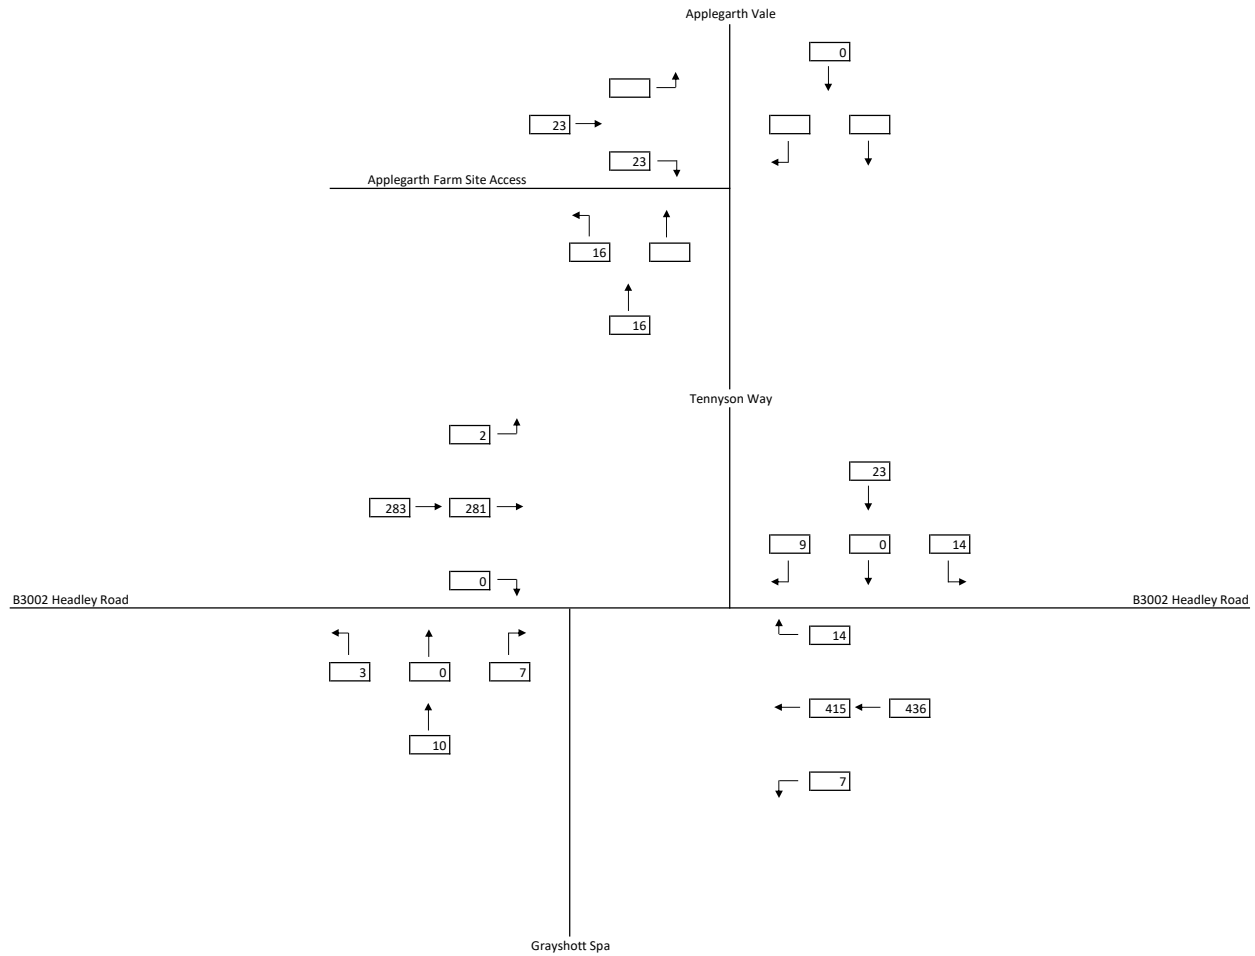 Applegarth Vale
0
23
23
Applegarth Farm Site Access
16
16
Tennyson Way
2
23
283 281
9 0 14
0
B3002 Headley Road B3002 Headley Road
14
3 0 7
415 436
10
7
Grayshott Spa